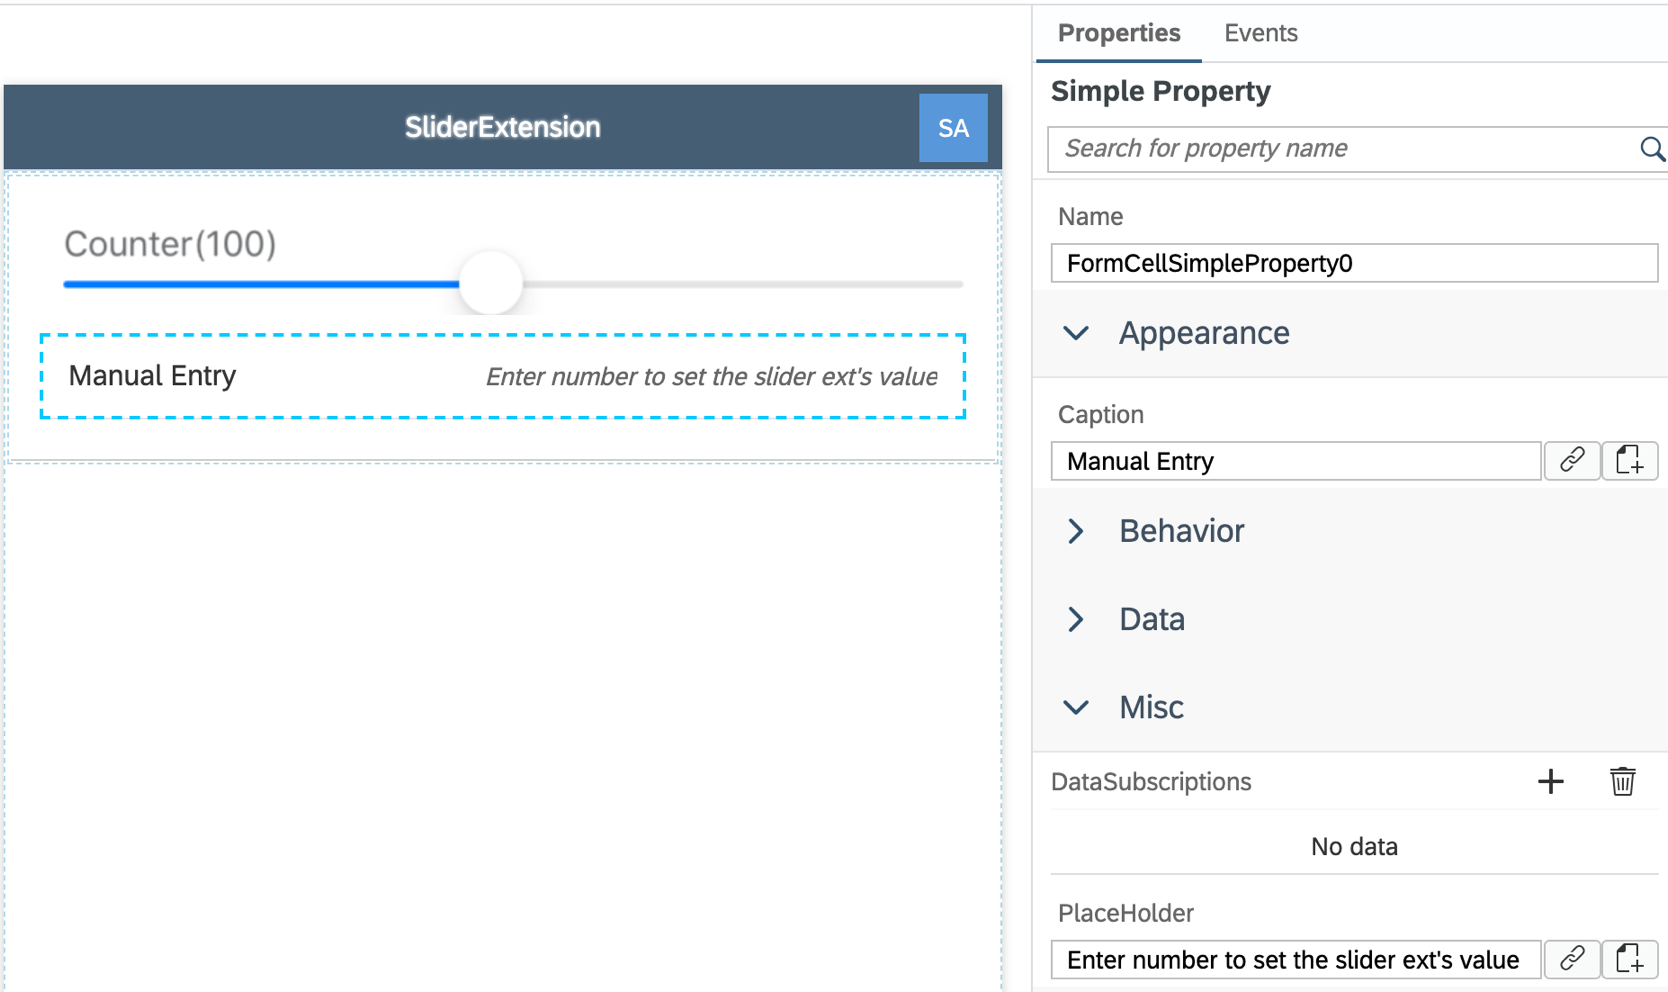 Properties Events
Simple Property
Search for property name
Name
FormCellSimpleProperty0
Appearance
Caption
Manual Entry
Behavior
Data
Misc
DataSubscriptions
No data
PlaceHolder
Enter number to set the slider ext's value
SliderExtension SA
Counter(100)
Manual Entry Enter number to set the slider ext's value